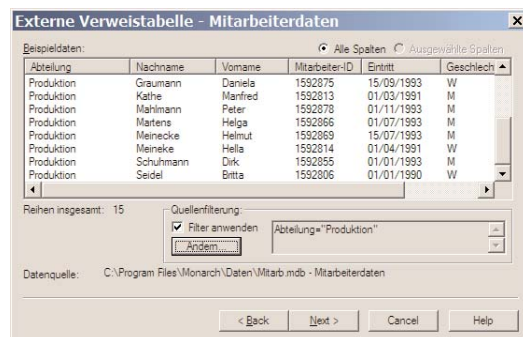 Externe Verweistabelle - Mitarbeiterdaten
Beispieldaten: Alle Spalten Ausgewählte Spalten
Abteilung Nachname Vorname Mitarbeiter-ID Eintritt Geschlech
Produktion Graumann Daniela 1592875 15/09/1993 W
Produktion Kathe Manfred 1592813 01/03/1991 M
Produktion Mahlmann Peter 1592878 01/11/1993 M
Produktion Martens Helga 1592866 01/07/1993 W
Produktion Meinecke Helmut 1592869 15/07/1993 M
Produktion Meineke Hella 1592814 01/04/1991 W
Produktion Schuhmann Dirk 1592855 01/01/1993 M
Produktion Seidel Britta 1592806 01/01/1990 W
Reihen insgesamt: 15 Quellenfilterung:
Filter anwenden Abteilung="Produktion"
Ändern...
Datenquelle: C:\Program Files\Monarch\Daten\Mitarb.mdb - Mitarbeiterdaten
< Back Next > Cancel Help